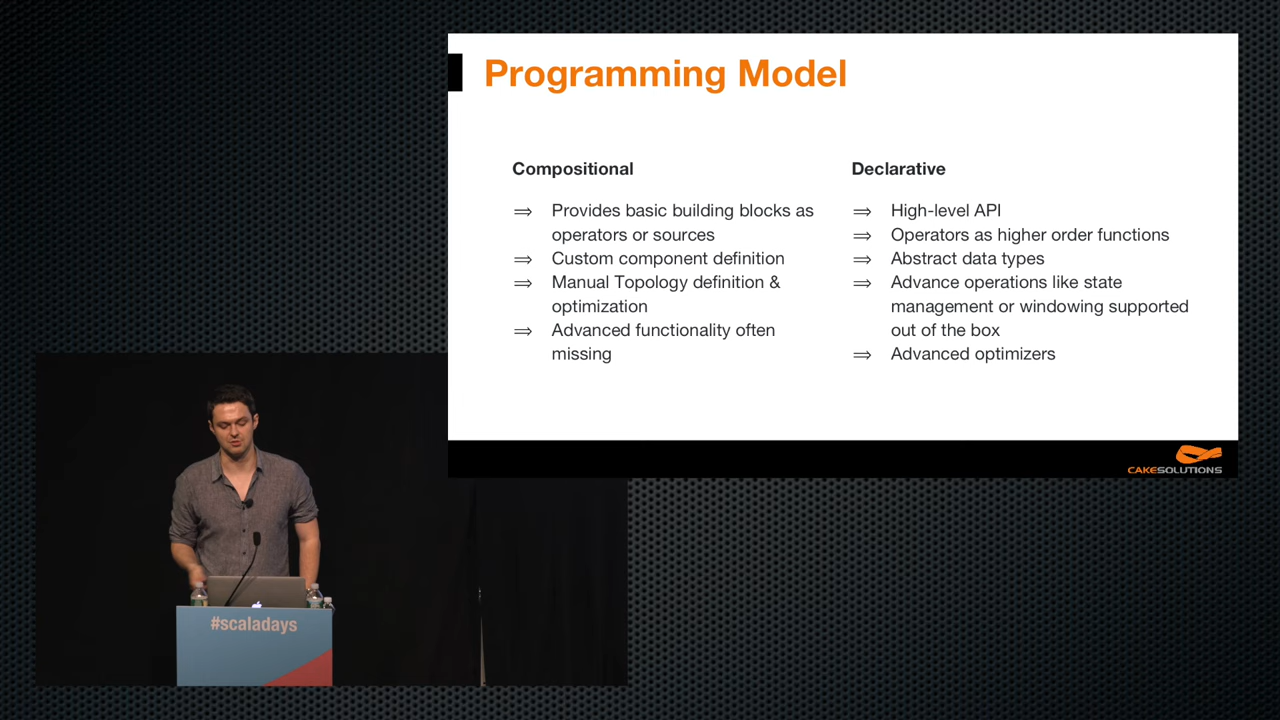 Programming Model
Compositional
⟹ Provides basic building blocks as
operators or sources
⟹ Custom component definition
⟹ Manual Topology definition &
optimization
⟹ Advanced functionality often
missing
Declarative
⟹ High-level API
⟹ Operators as higher order functions
⟹ Abstract data types
⟹ Advance operations like state
management or windowing supported
out of the box
⟹ Advanced optimizers
CAKESOLUTIONS
#scaladays